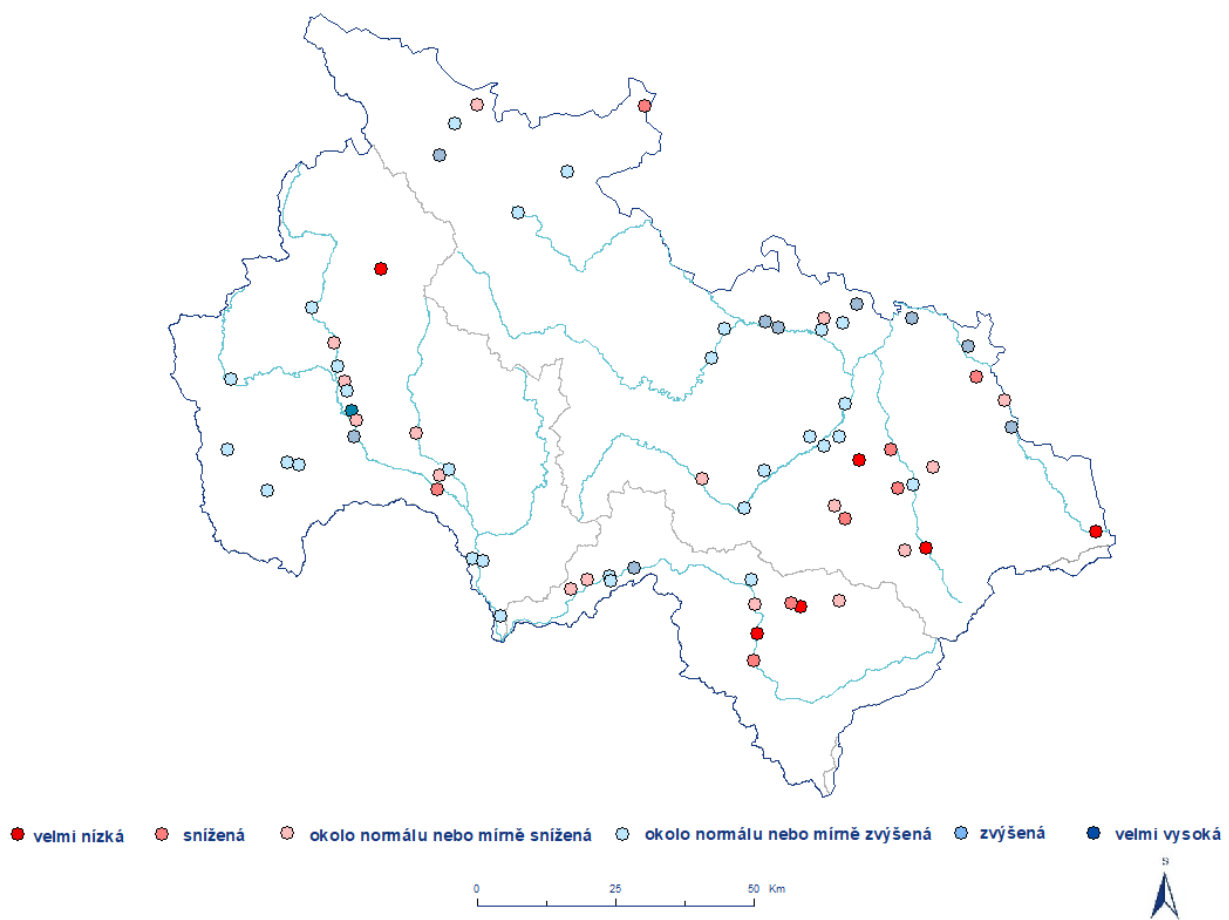 velmi nízká snížená okolo normálu nebo mírně snížená okolo normálu nebo mírně zvýšená zvýšená velmi vysoká
S
0 25 50 Km